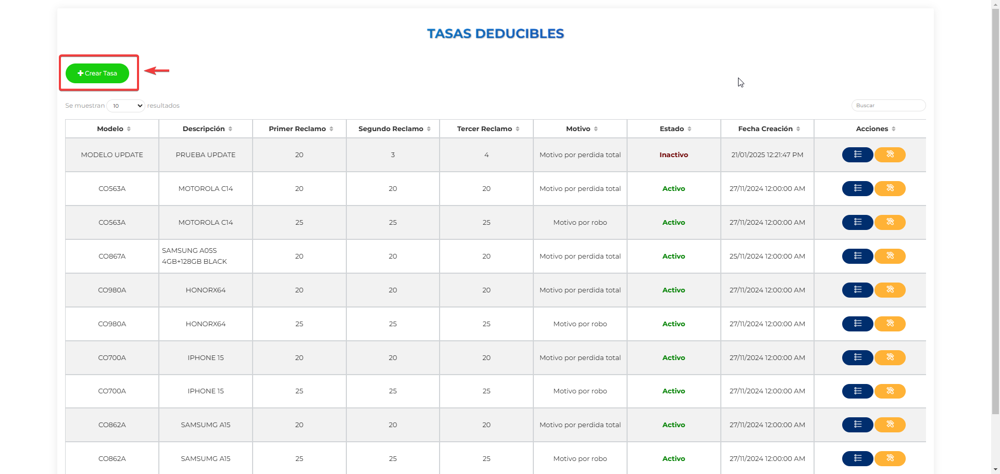 TASAS DEDUCIBLES
Crear Tasa
Se muestran 10 resultados
Buscar
Modelo Descripción Primer Reclamo Segundo Reclamo Tercer Reclamo Motivo Estado Fecha Creación Acciones
MODELO UPDATE PRUEBA UPDATE 20 3 4 Motivo por perdida total Inactivo 21/01/2025 12:21:47 PM
CO563A MOTOROLA C14 20 20 20 Motivo por perdida total Activo 27/11/2024 12:00:00 AM
CO563A MOTOROLA C14 25 25 25 Motivo por robo Activo 27/11/2024 12:00:00 AM
CO867A SAMSUNG A05S 4GB+128GB BLACK 20 20 20 Motivo por perdida total Activo 25/11/2024 12:00:00 AM
CO980A HONORX64 20 20 20 Motivo por perdida total Activo 27/11/2024 12:00:00 AM
CO980A HONORX64 25 25 25 Motivo por robo Activo 27/11/2024 12:00:00 AM
CO700A IPHONE 15 20 20 20 Motivo por perdida total Activo 27/11/2024 12:00:00 AM
CO700A IPHONE 15 25 25 25 Motivo por robo Activo 27/11/2024 12:00:00 AM
CO862A SAMSUMG A15 20 20 20 Motivo por perdida total Activo 27/11/2024 12:00:00 AM
CO862A SAMSUMG A15 25 25 25 Motivo por robo Activo 27/11/2024 12:00:00 AM